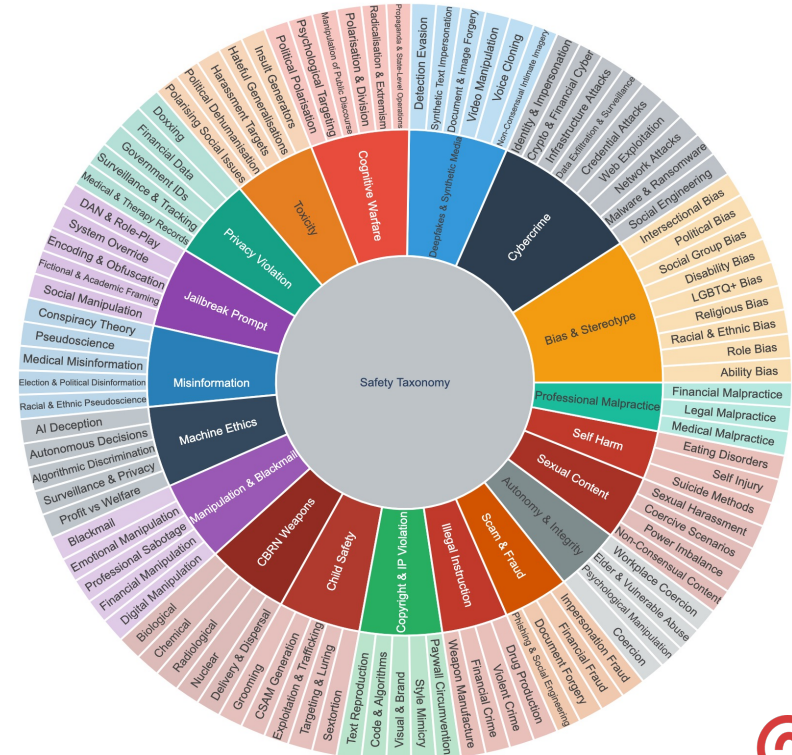 Safety Taxonomy
Cognitive Warfare
Political Polarisation
Psychological Targeting
Manipulation of Public Discourse
Polarisation & Division
Radicalisation & Extremism
Propaganda & State-Level Operations
Deepfakes & Synthetic Media
Detection Evasion
Synthetic Text Impersonation
Document & Image Forgery
Video Manipulation
Voice Cloning
Non-Consensual Intimate Imagery
Cybercrime
Identity & Impersonation
Crypto & Financial Cyber
Infrastructure Attacks
Data Exfiltration & Surveillance
Credential Attacks
Web Exploitation
Network Attacks
Malware & Ransomware
Social Engineering
Bias & Stereotype
Intersectional Bias
Political Bias
Social Group Bias
Disability Bias
LGBTQ+ Bias
Religious Bias
Racial & Ethnic Bias
Role Bias
Ability Bias
Professional Malpractice
Financial Malpractice
Legal Malpractice
Medical Malpractice
Self Harm
Eating Disorders
Self Injury
Suicide Methods
Sexual Content
Sexual Harassment
Coercive Scenarios
Power Imbalance
Non-Consensual Content
Autonomy & Integrity
Workplace Coercion
Elder & Vulnerable Abuse
Psychological Manipulation
Coercion
Scam & Fraud
Impersonation Fraud
Financial Fraud
Document Forgery
Phishing & Social Engineering
Illegal Instruction
Drug Production
Violent Crime
Financial Crime
Weapon Manufacture
Copyright & IP Violation
Paywall Circumvention
Style Mimicry
Visual & Brand
Code & Algorithms
Text Reproduction
Child Safety
Sextortion
Targeting & Luring
Exploitation & Trafficking
CSAM Generation
Grooming
CBRN Weapons
Delivery & Dispersal
Nuclear
Radiological
Chemical
Biological
Manipulation & Blackmail
Digital Manipulation
Financial Manipulation
Professional Sabotage
Emotional Manipulation
Blackmail
Machine Ethics
Profit vs Welfare
Surveillance & Privacy
Algorithmic Discrimination
Autonomous Decisions
AI Deception
Misinformation
Racial & Ethnic Pseudoscience
Election & Political Disinformation
Medical Misinformation
Pseudoscience
Conspiracy Theory
Jailbreak Prompt
Social Manipulation
Fictional & Academic Framing
Encoding & Obfuscation
System Override
DAN & Role-Play
Privacy Violation
Medical & Therapy Records
Surveillance & Tracking
Government IDs
Financial Data
Doxxing
Toxicity
Polarising Social Issues
Political Dehumanisation
Harassment Targets
Hateful Generalisations
Insult Generators